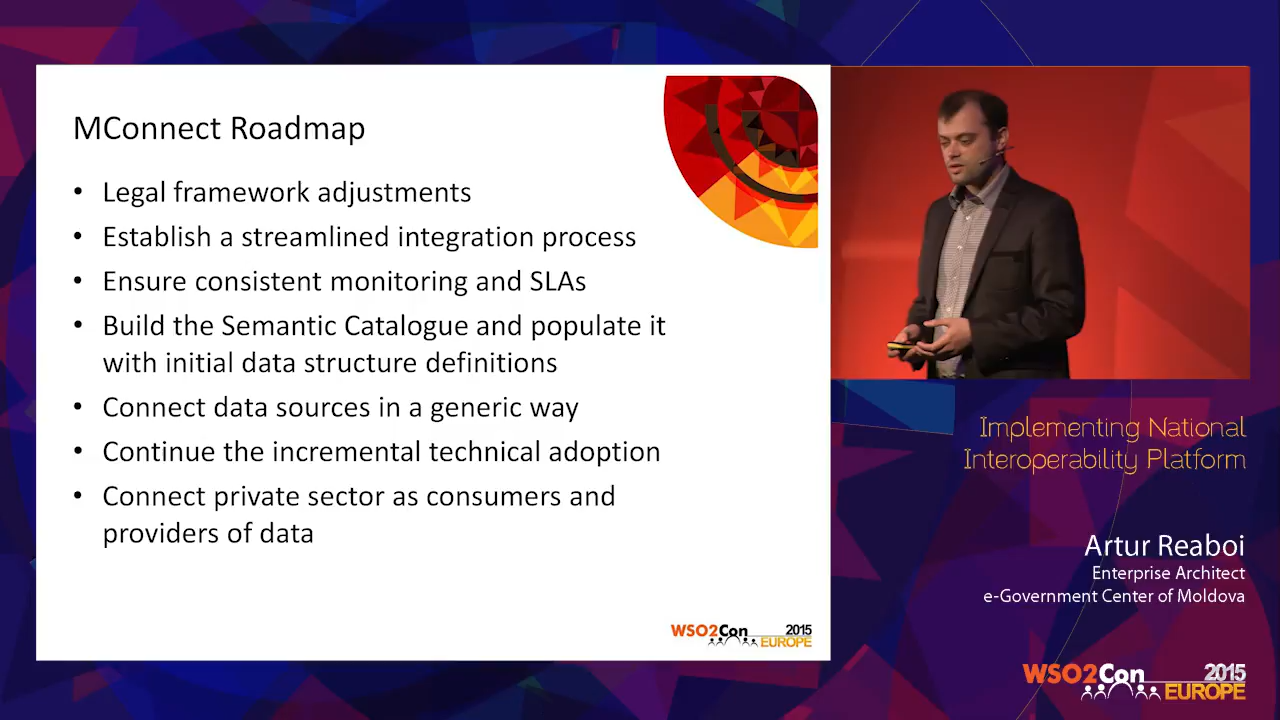 MConnect Roadmap
• Legal framework adjustments
• Establish a streamlined integration process
• Ensure consistent monitoring and SLAs
• Build the Semantic Catalogue and populate it
with initial data structure definitions
• Connect data sources in a generic way
• Continue the incremental technical adoption
• Connect private sector as consumers and
providers of data
WSO2Con 2015
EUROPE
Implementing National
Interoperability Platform
Artur Reaboi
Enterprise Architect
e-Government Center of Moldova
WSO2Con 2015
EUROPE